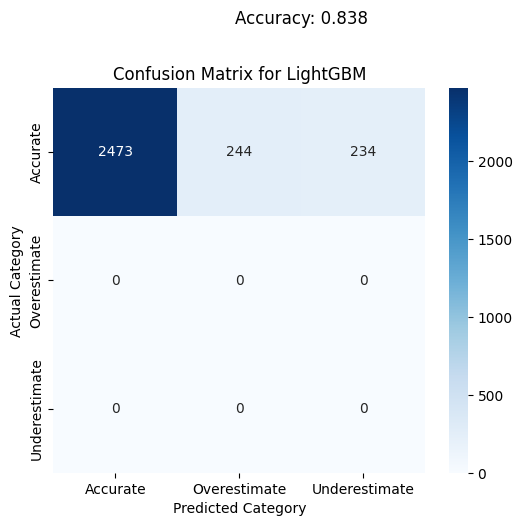 Accuracy: 0.838
Confusion Matrix for LightGBM
Actual Category
Accurate
2473 244 234
Overestimate
0 0 0
Underestimate
0 0 0
Accurate Overestimate Underestimate
Predicted Category
2000
1500
1000
500
0